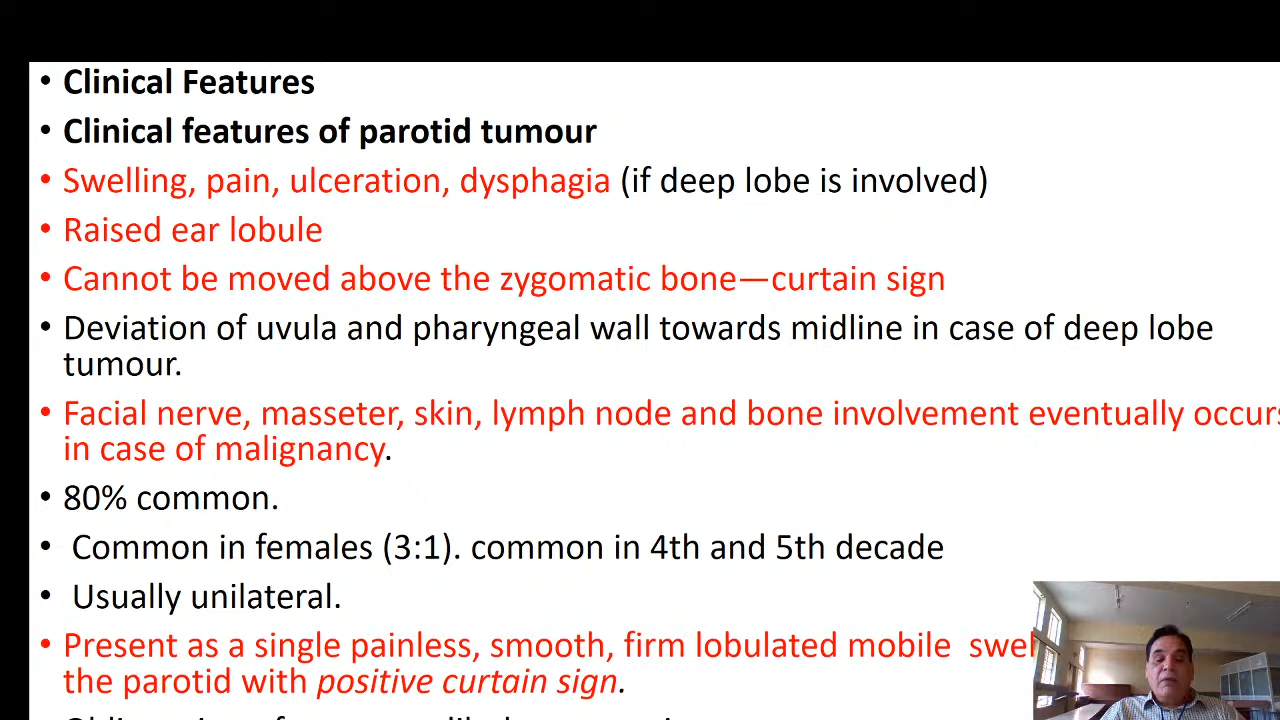 • Clinical Features
• Clinical features of parotid tumour
• Swelling, pain, ulceration, dysphagia (if deep lobe is involved)
• Raised ear lobule
• Cannot be moved above the zygomatic bone—curtain sign
• Deviation of uvula and pharyngeal wall towards midline in case of deep lobe
tumour.
• Facial nerve, masseter, skin, lymph node and bone involvement eventually occurs
in case of malignancy.
• 80% common.
• Common in females (3:1). common in 4th and 5th decade
• Usually unilateral.
• Present as a single painless, smooth, firm lobulated mobile
the parotid with positive curtain sign.